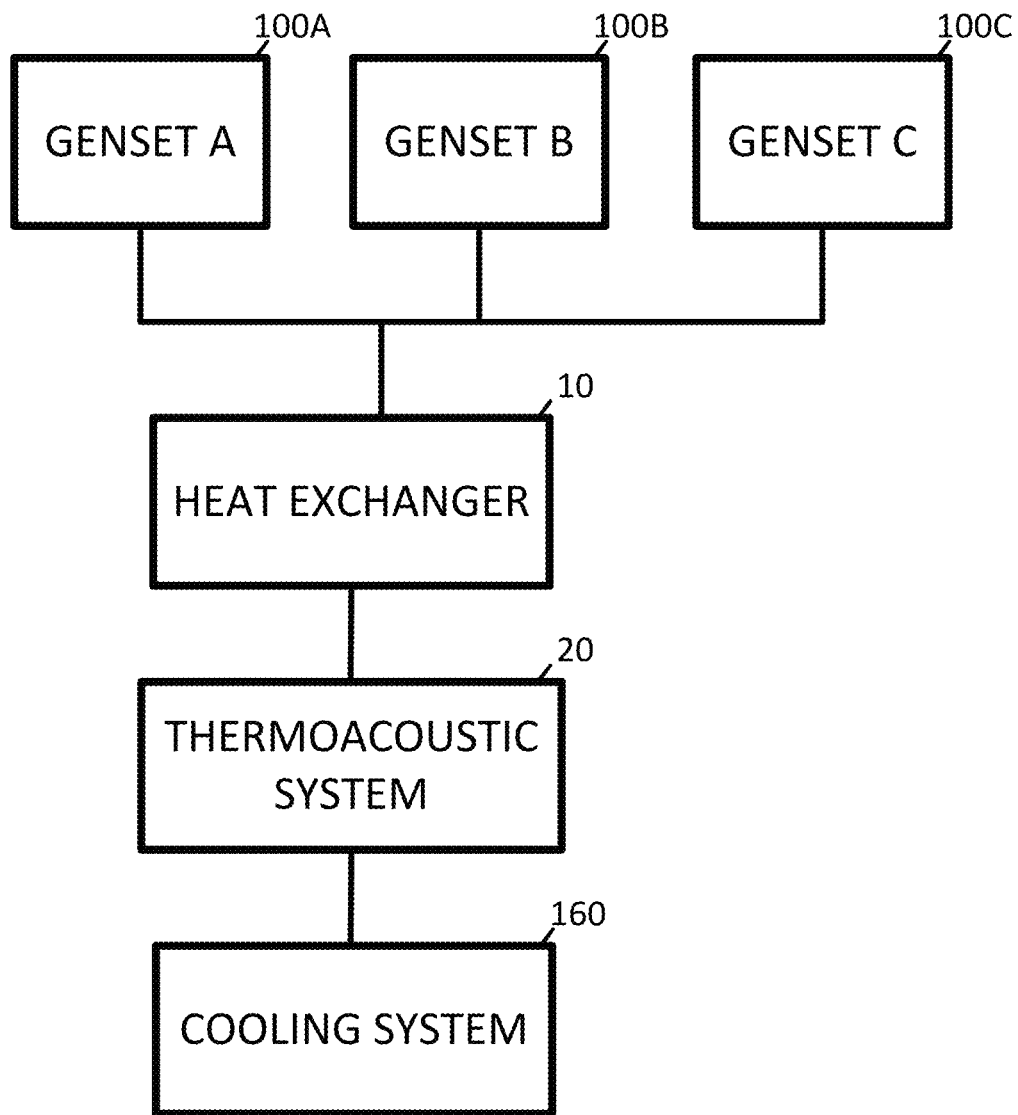 100A
100B
100C
GENSET A
GENSET B
GENSET C
10
HEAT EXCHANGER
20
THERMOACOUSTIC
SYSTEM
160
COOLING SYSTEM